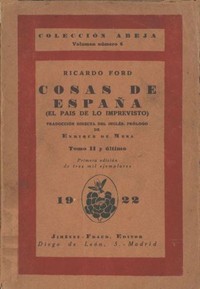 COLECCIÓN ABEJA
Volumen número 4
RICARDO FORD
COSAS DE
ESPAÑA
(EL PAIS DE LO IMPREVISTO)
TRADUCCIÓN DIRECTA DEL INGLÉS, PRÓLOGO
DE
ENRIQUE DE MESA
Tomo II y último
Primera edición
de tres mil ejemplares
19 22
JIMÉNEZ-FRAUD, EDITOR
Diego de León, 3.-Madrid